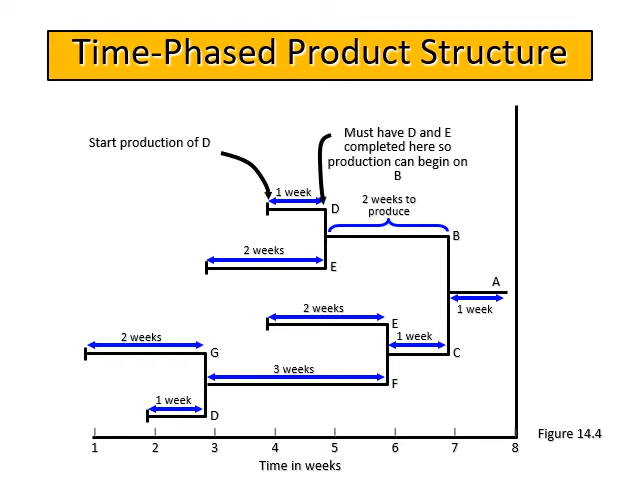 Time-Phased Product Structure
Start production of D
Must have D and E
completed here so
production can begin on
B
1 week
D
2 weeks to
produce
B
2 weeks
E
A
1 week
2 weeks
E
1 week
2 weeks
G
C
3 weeks
F
1 week
D
Figure 14.4
1 2 3 4 5 6 7 8
Time in weeks